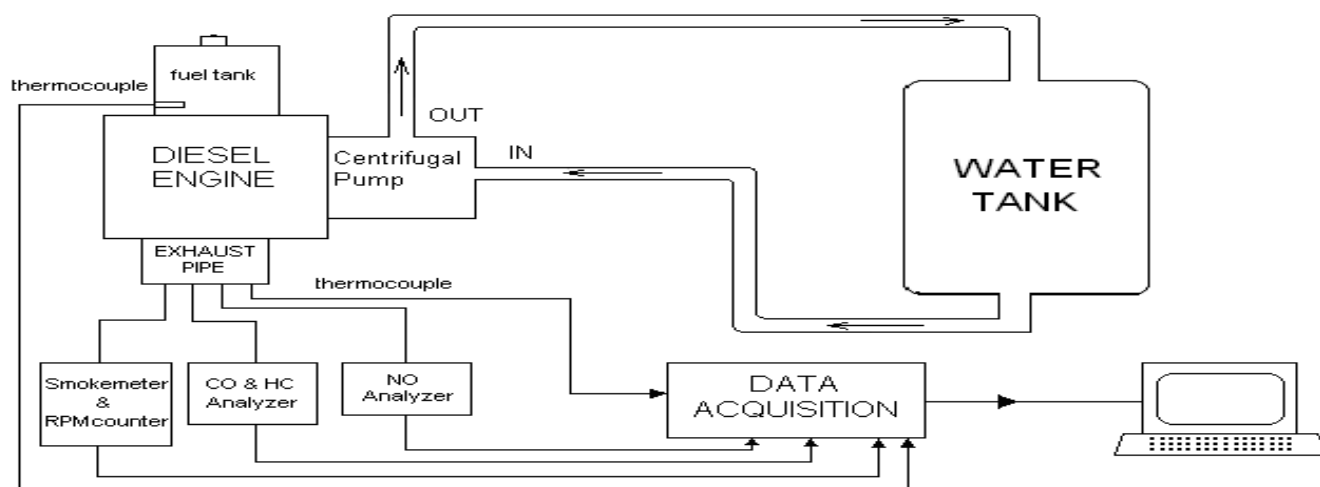 fuel tank
thermocouple
OUT
DIESEL
ENGINE
Centrifugal
Pump
IN
WATER
TANK
EXHAUST
PIPE
thermocouple
Smokemeter
&
RPMcounter
CO & HC
Analyzer
NO
Analyzer
DATA
ACQUISITION